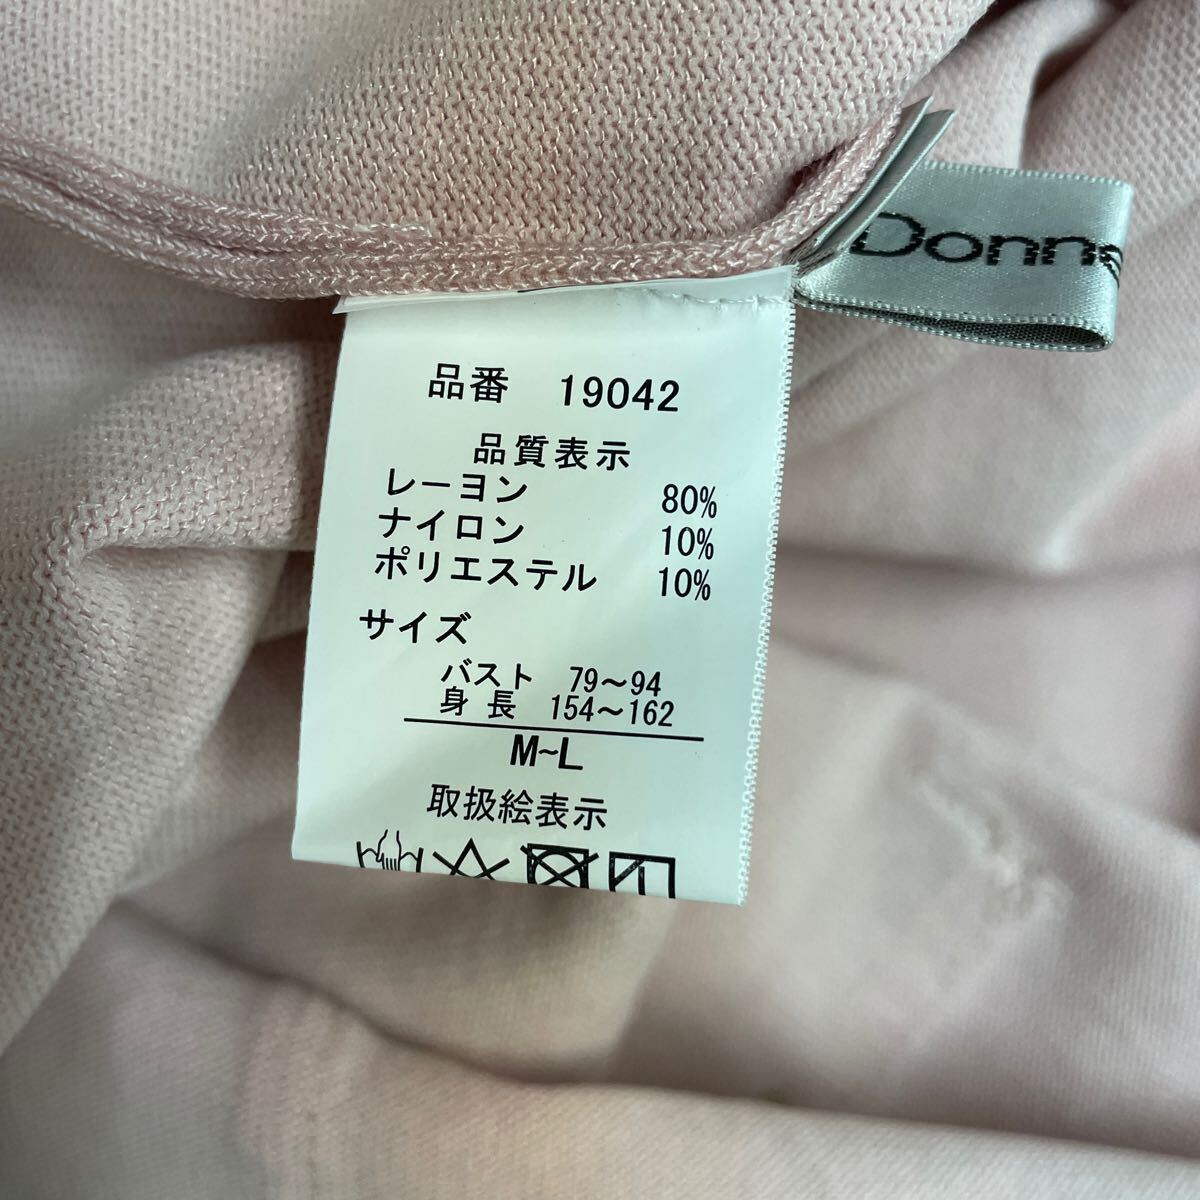 Donn
品番 19042
品質表示
レーヨン 80%
ナイロン 10%
ポリエステル 10%
サイズ
バスト 79~94
身長 154~162
M~L
取扱絵表示